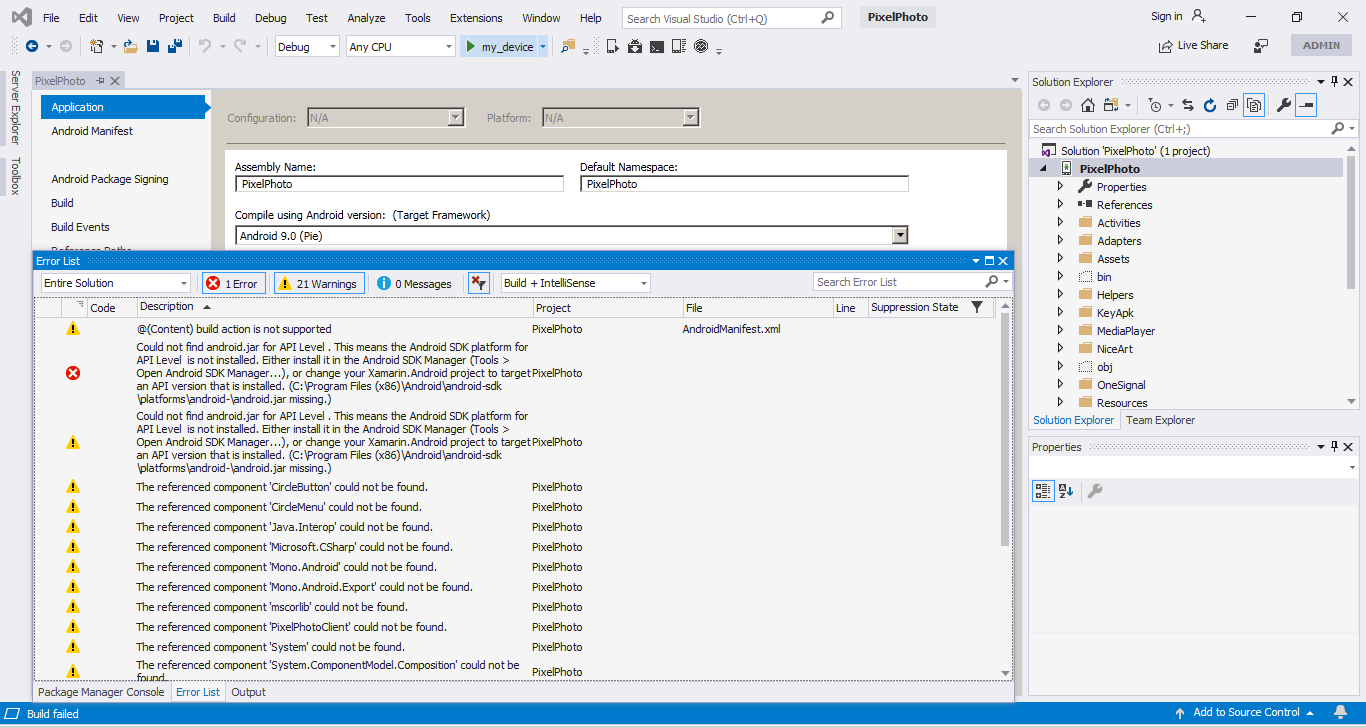 File Edit View Project Build Debug Test Analyze Tools Extensions Window Help Search Visual Studio (Ctrl+Q) PixelPhoto Sign in
Debug Any CPU my_device Live Share ADMIN
Server Explorer
Toolbox
PixelPhoto
Application
Android Manifest
Android Package Signing
Build
Build Events
Reference Paths
Configuration: N/A Platform: N/A
Assembly Name: Default Namespace:
PixelPhoto PixelPhoto
Compile using Android version: (Target Framework)
Android 9.0 (Pie)
Error List
Entire Solution 1 Error 21 Warnings 0 Messages Build + IntelliSense Search Error List
Code Description Project File Line Suppression State
@(Content) build action is not supported PixelPhoto AndroidManifest.xml
Could not find android.jar for API Level . This means the Android SDK platform for
API Level  is not installed. Either install it in the Android SDK Manager (Tools >
Open Android SDK Manager...), or change your Xamarin.Android project to target PixelPhoto
an API version that is installed. (C:\Program Files (x86)\Android\android-sdk
\platforms\android-\android.jar missing.)
Could not find android.jar for API Level . This means the Android SDK platform for
API Level  is not installed. Either install it in the Android SDK Manager (Tools >
Open Android SDK Manager...), or change your Xamarin.Android project to target PixelPhoto
an API version that is installed. (C:\Program Files (x86)\Android\android-sdk
\platforms\android-\android.jar missing.)
The referenced component 'CircleButton' could not be found. PixelPhoto
The referenced component 'CircleMenu' could not be found. PixelPhoto
The referenced component 'Java.Interop' could not be found. PixelPhoto
The referenced component 'Microsoft.CSharp' could not be found. PixelPhoto
The referenced component 'Mono.Android' could not be found. PixelPhoto
The referenced component 'Mono.Android.Export' could not be found. PixelPhoto
The referenced component 'mscorlib' could not be found. PixelPhoto
The referenced component 'PixelPhotoClient' could not be found. PixelPhoto
The referenced component 'System' could not be found. PixelPhoto
The referenced component 'System.ComponentModel.Composition' could not be
found. PixelPhoto
Package Manager Console Error List Output
Solution Explorer
Search Solution Explorer (Ctrl+;)
Solution 'PixelPhoto' (1 project)
PixelPhoto
Properties
References
Activities
Adapters
Assets
bin
Helpers
KeyApk
MediaPlayer
NiceArt
obj
OneSignal
Resources
Solution Explorer Team Explorer
Properties
Build failed Add to Source Control